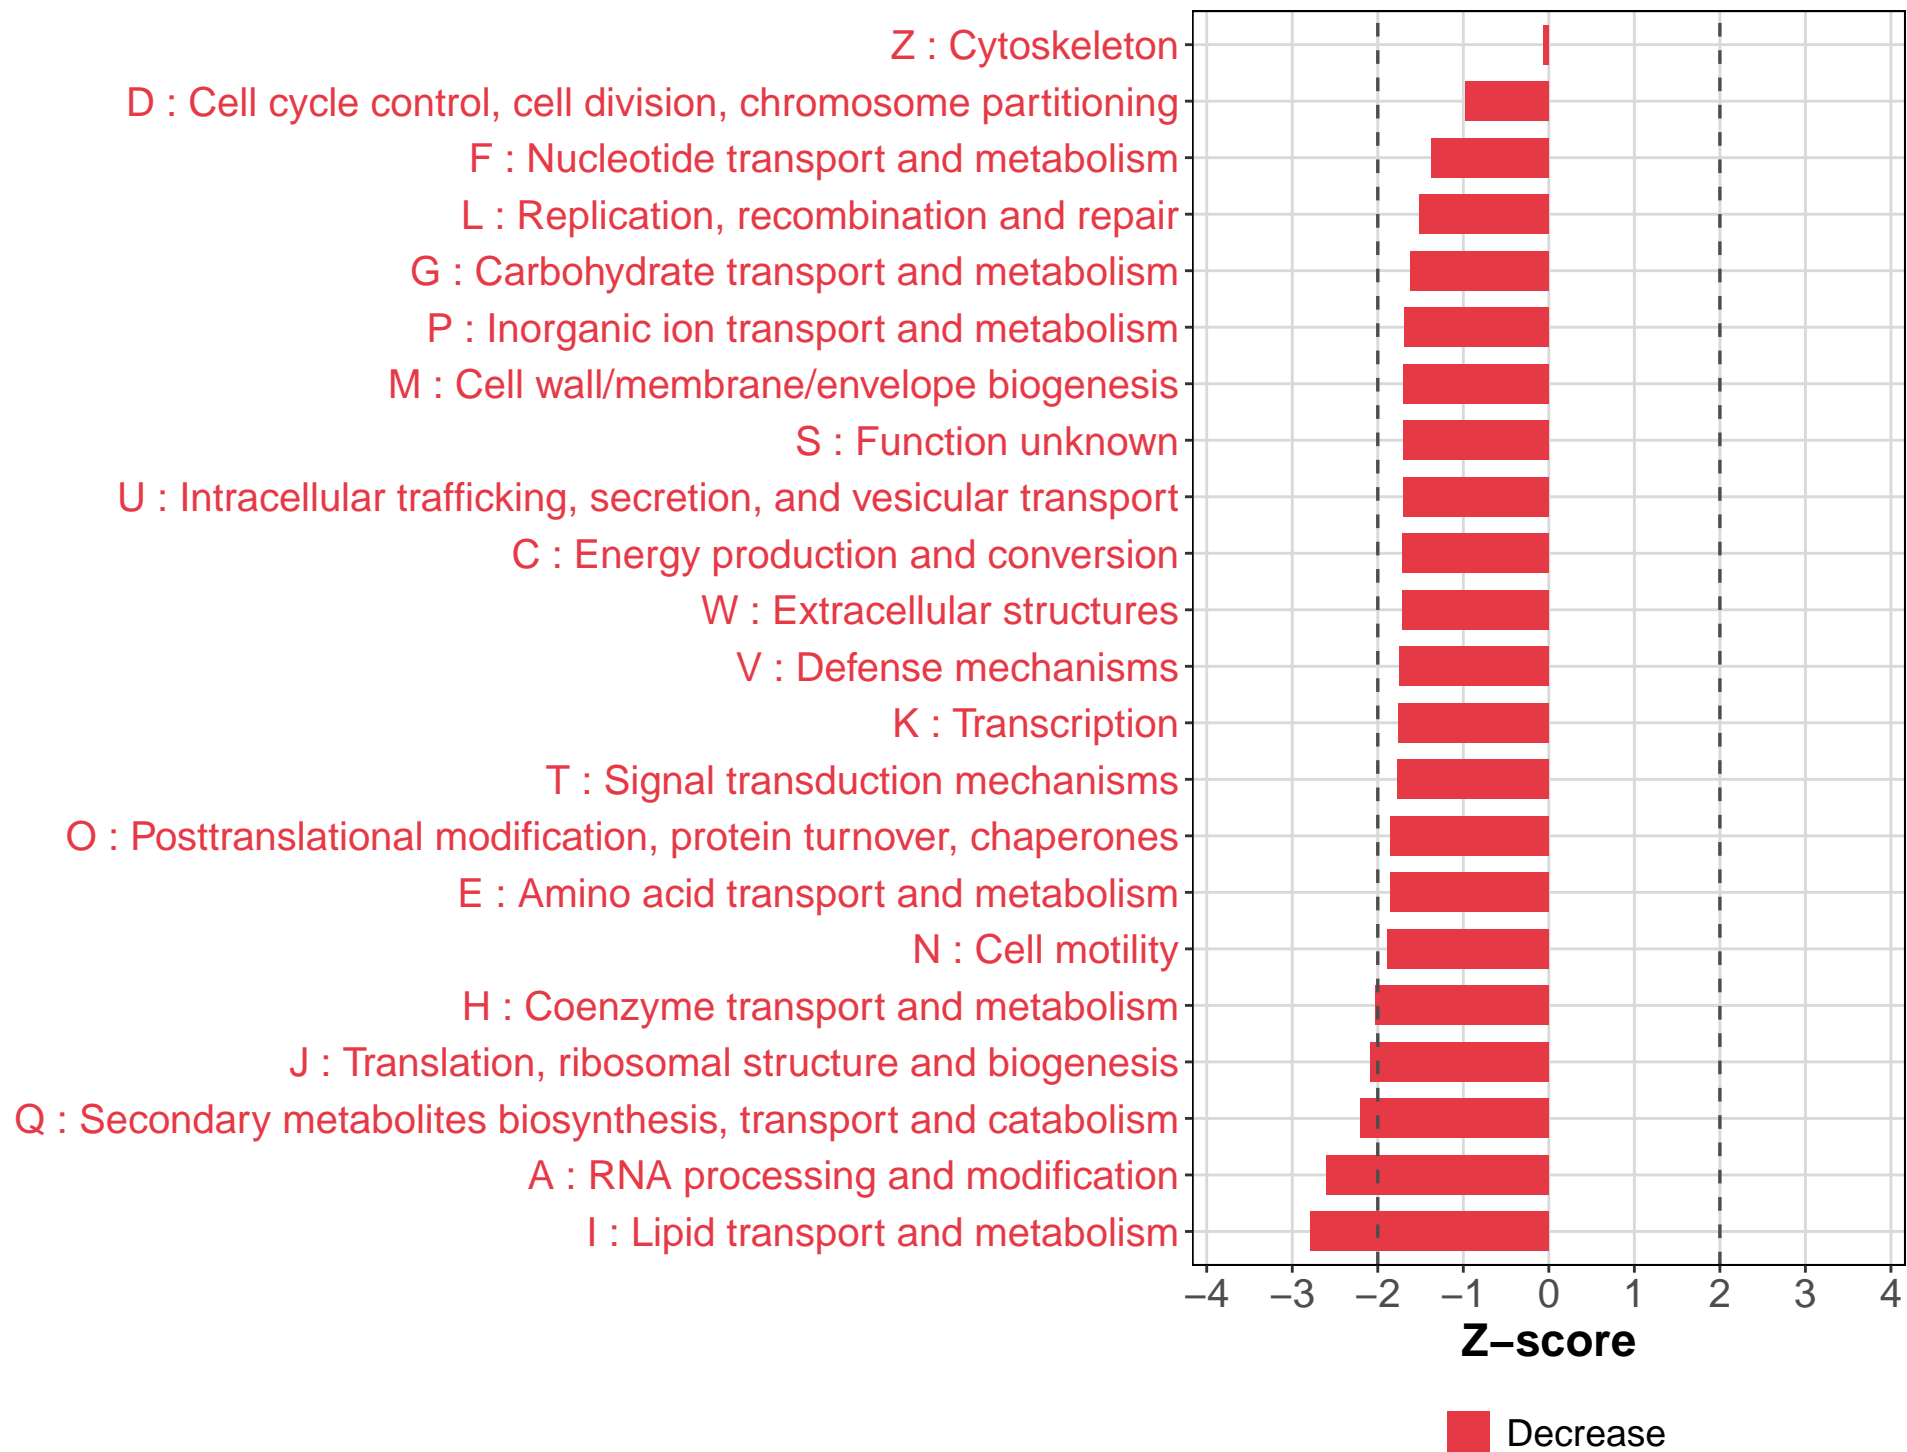 Z : Cytoskeleton
D : Cell cycle control, cell division, chromosome partitioning
F : Nucleotide transport and metabolism
L : Replication, recombination and repair
G : Carbohydrate transport and metabolism
P : Inorganic ion transport and metabolism
M : Cell wall/membrane/envelope biogenesis
S : Function unknown
U : Intracellular trafficking, secretion, and vesicular transport
C : Energy production and conversion
W : Extracellular structures
V : Defense mechanisms
K : Transcription
T : Signal transduction mechanisms
O : Posttranslational modification, protein turnover, chaperones
E : Amino acid transport and metabolism
N : Cell motility
H : Coenzyme transport and metabolism
J : Translation, ribosomal structure and biogenesis
Q : Secondary metabolites biosynthesis, transport and catabolism
A : RNA processing and modification
I : Lipid transport and metabolism
−4 −3 −2 −1 0 1 2 3 4
Z−score
Decrease